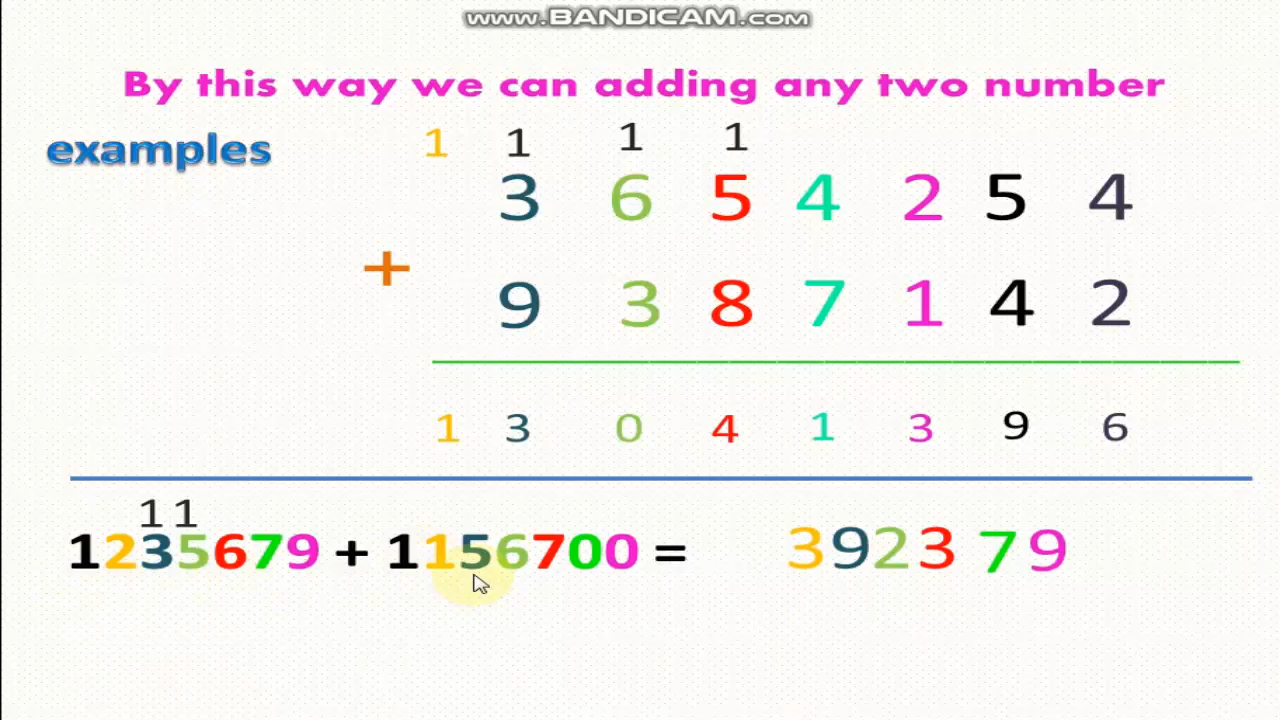 www.BANDICAM.com
By this way we can adding any two number
examples
1 1 1 1
3 6 5 4 2 5 4
+
9 3 8 7 1 4 2
1 3 0 4 1 3 9 6
1 1
1235679 + 1156700 = 392379